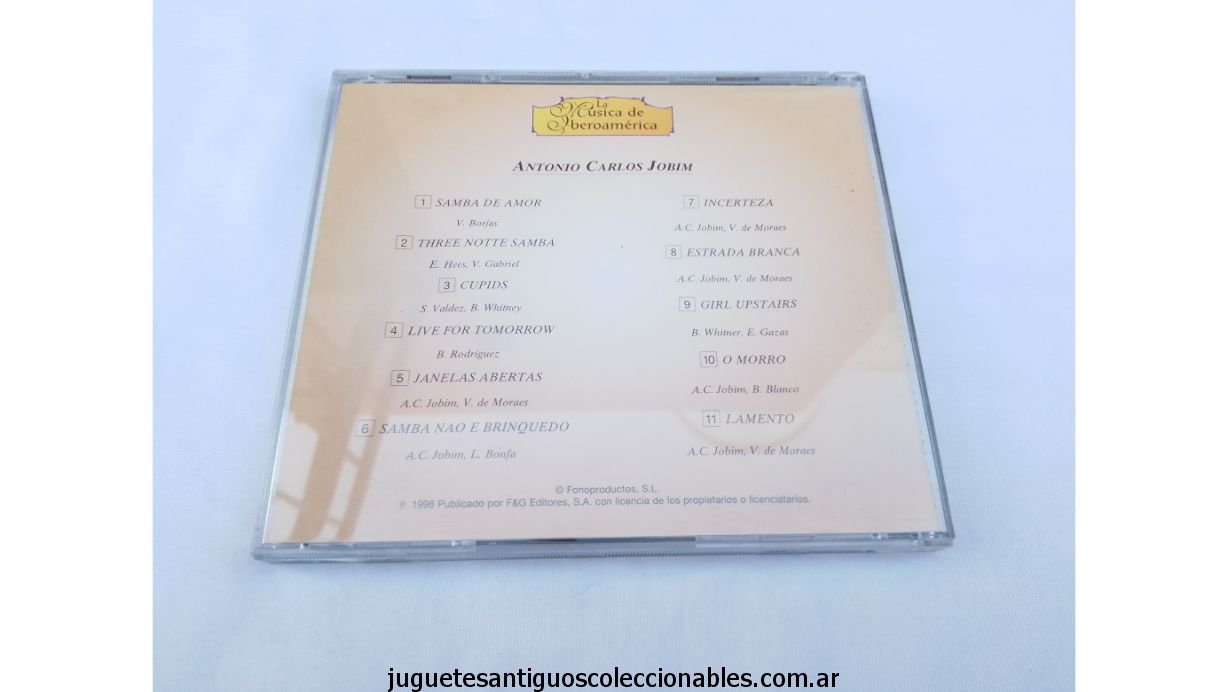 La
Música de
Iberoamérica
ANTONIO CARLOS JOBIM
1 SAMBA DE AMOR
V. Borjas
2 THREE NOTTE SAMBA
E. Hees, V. Gabriel
3 CUPIDS
S. Valdez, B. Whitney
4 LIVE FOR TOMORROW
B. Rodríguez
5 JANELAS ABERTAS
A.C. Jobim, V. de Moraes
6 SAMBA NAO E BRINQUEDO
A.C. Jobim, L. Bonfa
7 INCERTEZA
A.C. Jobim, V. de Moraes
8 ESTRADA BRANCA
A.C. Jobim, V. de Moraes
9 GIRL UPSTAIRS
B. Whitner, E. Gazas
10 O MORRO
A.C. Jobim, B. Blanco
11 LAMENTO
A.C. Jobim, V. de Moraes
© Fonoproductos, S.L.
℗ 1996 Publicado por F&G Editores, S.A. con licencia de los propietarios o licenciatarios.
juguetesantiguoscoleccionables.com.ar